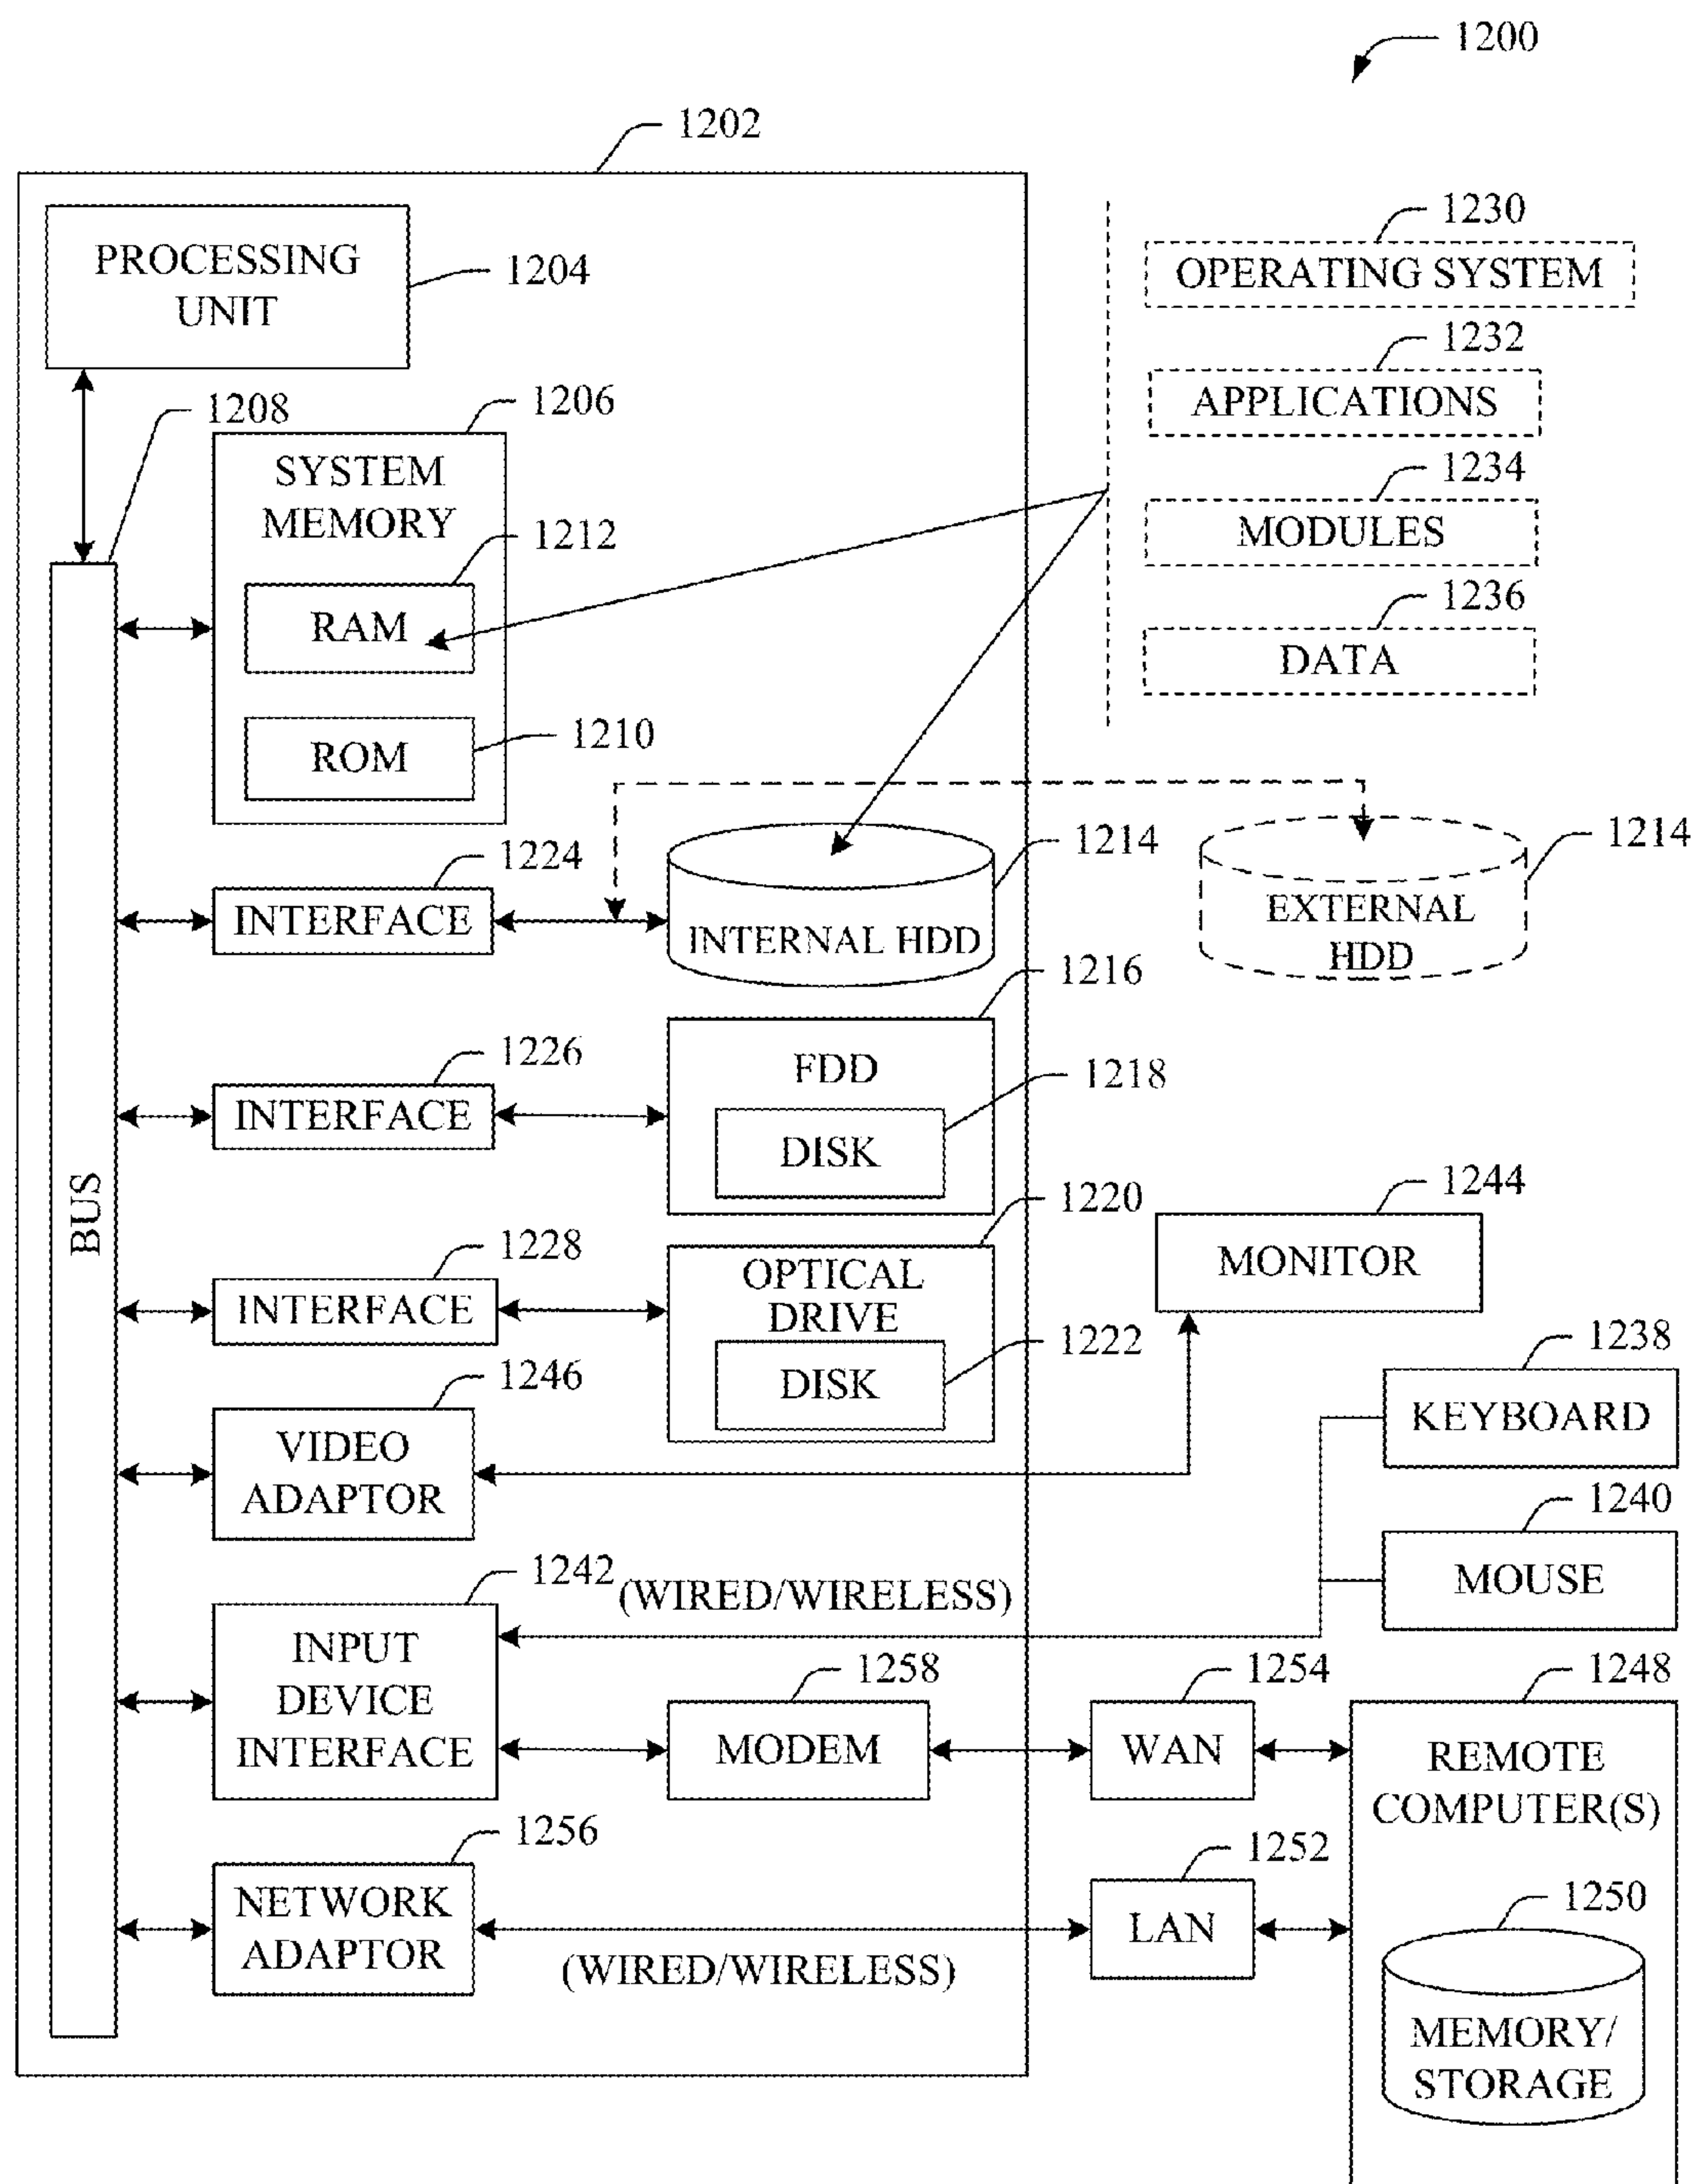 1200
1202
PROCESSING
UNIT
1204
1230
OPERATING SYSTEM
1232
APPLICATIONS
1234
MODULES
1236
DATA
1208
1206
SYSTEM
MEMORY
1212
RAM
1210
ROM
1224
INTERFACE
1214
INTERNAL HDD
1214
EXTERNAL
HDD
1216
FDD
1226
INTERFACE
1218
DISK
BUS
1220
OPTICAL
DRIVE
1228
INTERFACE
1222
DISK
1244
MONITOR
1246
VIDEO
ADAPTOR
1238
KEYBOARD
1240
MOUSE
1242
(WIRED/WIRELESS)
INPUT
DEVICE
INTERFACE
1258
MODEM
1254
WAN
1248
REMOTE
COMPUTER(S)
1256
NETWORK
ADAPTOR
(WIRED/WIRELESS)
1252
LAN
1250
MEMORY/
STORAGE